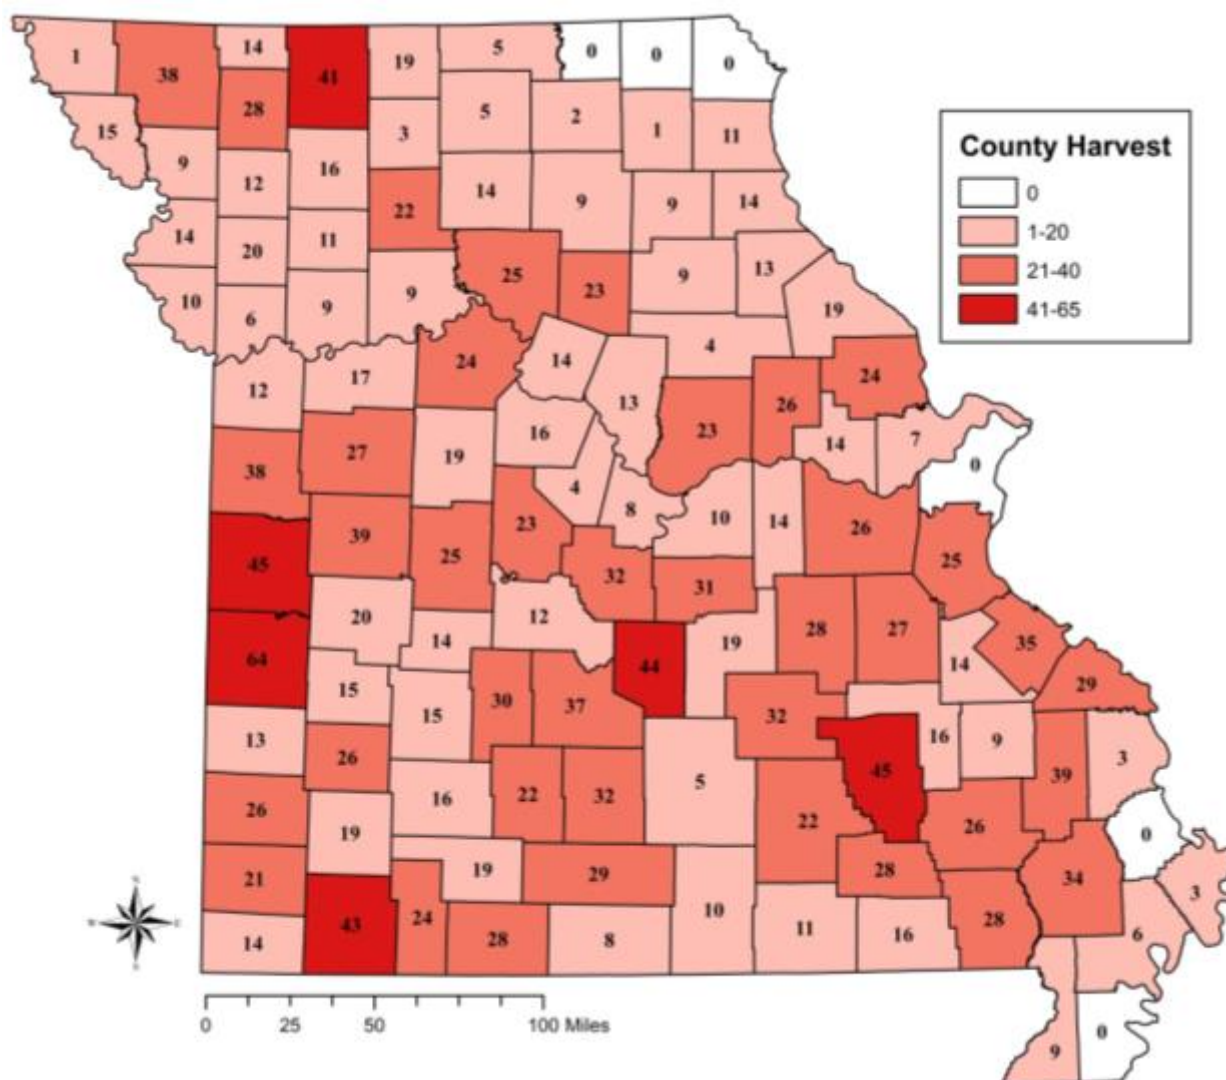 1 38 14 41 19 5 0 0 0
15 28 3 5 2 1 11
9 12 16 22 14 9 9 14
14 20 11 25 23 9 13
10 6 9 9 19
County Harvest
0
1-20
21-40
41-65
12 17 24 14 4 24
38 27 19 16 13 23 26 14 7 0
45 39 25 23 4 8 10 14 26 25
64 20 14 12 32 31 28 27 14 35
13 15 15 30 37 44 19 32 16 9 29
26 26 16 22 32 5 22 45 26 39 3
21 19 19 29 28 34 0 3
14 43 24 28 8 10 11 16 28 6
9 0
0 25 50 100 Miles